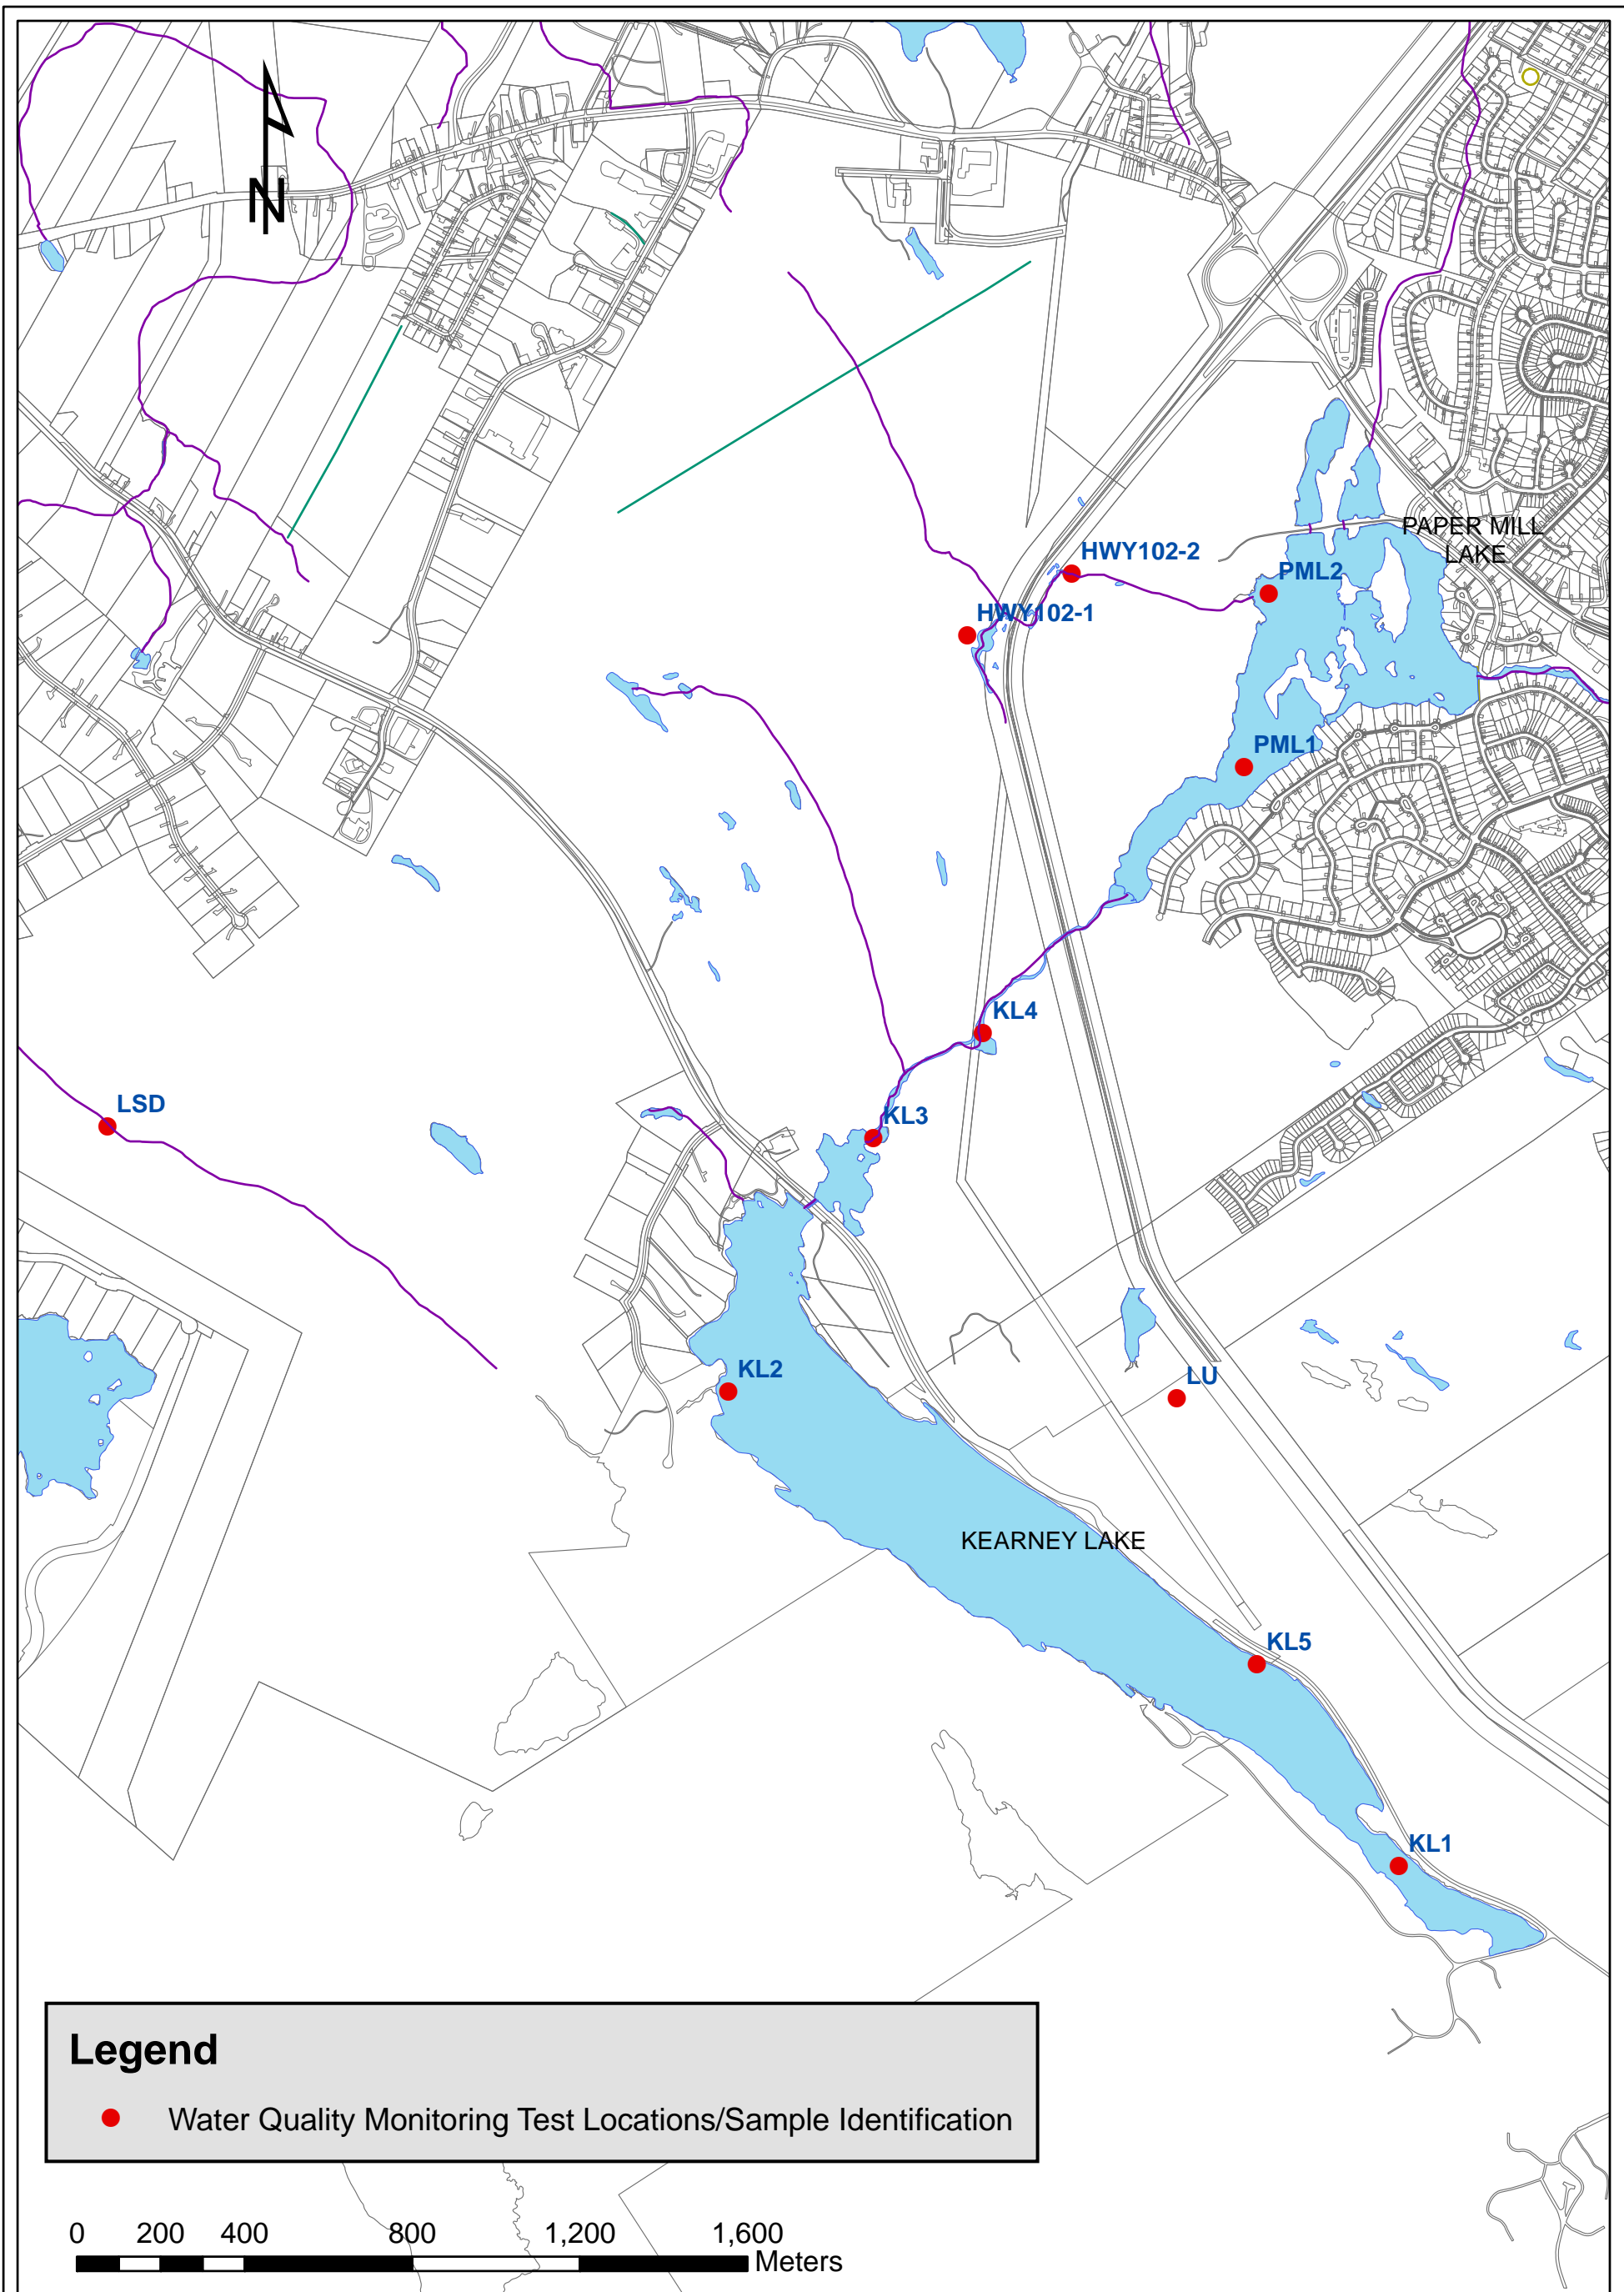 N
PAPER MILL
LAKE
HWY102-2
PML2
HWY102-1
PML1
KL4
LSD
KL3
KL2
LU
KEARNEY LAKE
KL5
KL1
Legend
Water Quality Monitoring Test Locations/Sample Identification
0 200 400 800 1,200 1,600
Meters